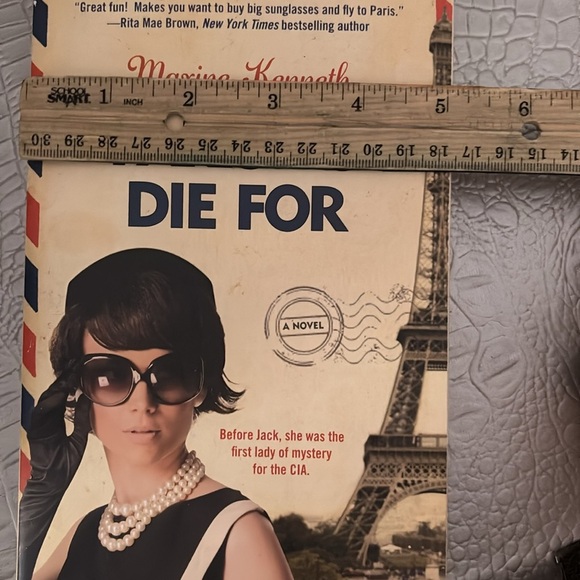 "Great fun! Makes you want to buy big sunglasses and fly to Paris."
—Rita Mae Brown, New York Times bestselling author
Maxine Kenneth
SCHOOL SMART 1 INCH 2 3 4 5 6
30 29 28 27 26 25 24 23 22 21 20 19 18 17 16 15 14
DIE FOR
A NOVEL
Before Jack, she was the
first lady of mystery
for the CIA.